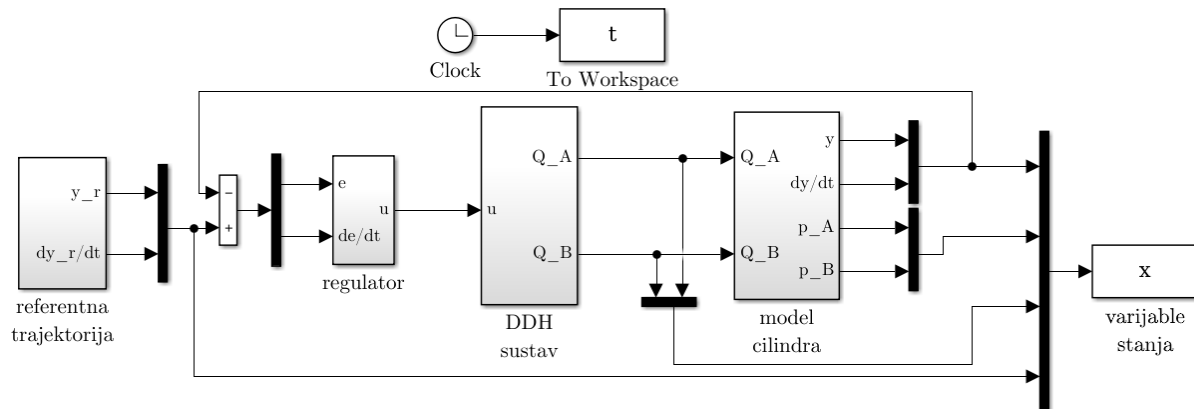 t
Clock
To Workspace
y_r
dy_r/dt
referentna
trajektorija
−
+
e
de/dt
u
regulator
u
Q_A
Q_B
DDH
sustav
Q_A
Q_B
y
dy/dt
p_A
p_B
model
cilindra
x
varijable
stanja